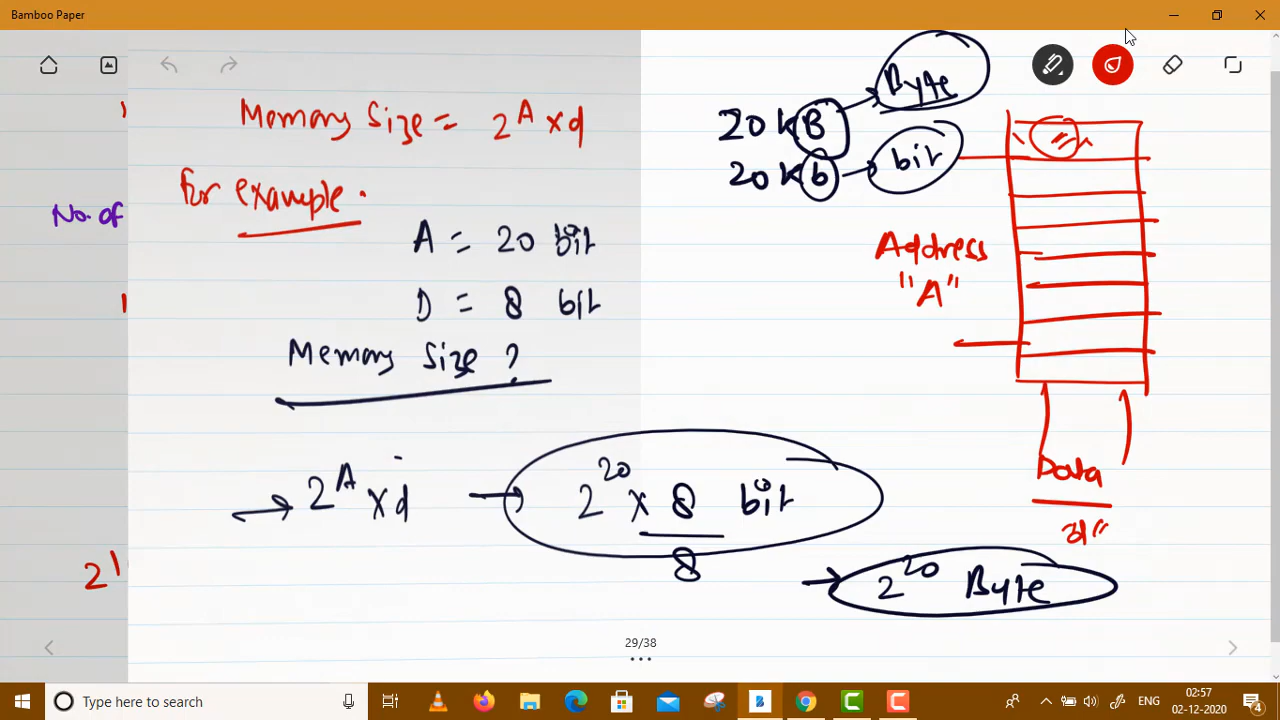 Bamboo Paper
Memory Size = 2^A x d
for example.
A = 20 bit
D = 8 bit
Memory Size ?
→ 2^A x d → 2^20 x 8 bit
8
→ 2^20 Byte
20 KB → Byte
20 Kb → bit
Address
"A"
Data
No. of
29/38
Type here to search
ENG
02:57
02-12-2020
4